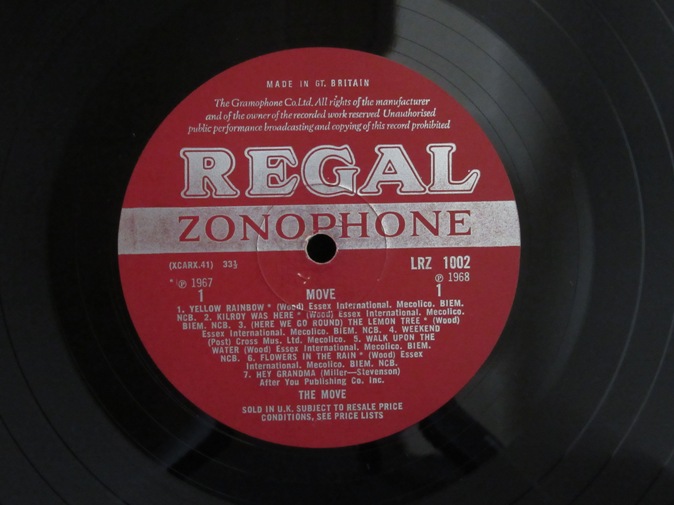 MADE IN GT. BRITAIN
The Gramophone Co.Ltd. All rights of the manufacturer
and of the owner of the recorded work reserved Unauthorised
public performance broadcasting and copying of this record prohibited
REGAL
ZONOPHONE
(XCARX.41) 33⅓
LRZ 1002
* ℗ 1967
℗ 1968
1
MOVE
1
1. YELLOW RAINBOW * (Wood) Essex International. Mecolico. BIEM.
NCB. 2. KILROY WAS HERE * (Wood) Essex International. Mecolico.
BIEM. NCB. 3. (HERE WE GO ROUND) THE LEMON TREE * (Wood)
Essex International. Mecolico. BIEM. NCB. 4. WEEKEND
(Post) Cross Mus. Ltd. Mecolico. 5. WALK UPON THE
WATER (Wood) Essex International. Mecolico. BIEM.
NCB. 6. FLOWERS IN THE RAIN * (Wood) Essex
International. Mecolico. BIEM. NCB.
7. HEY GRANDMA (Miller—Stevenson)
After You Publishing Co. Inc.
THE MOVE
SOLD IN U.K. SUBJECT TO RESALE PRICE
CONDITIONS, SEE PRICE LISTS